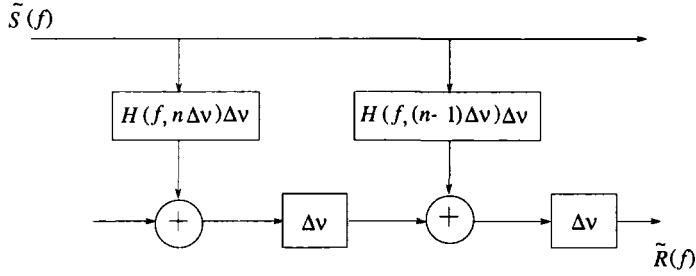 S̃(f)
H(f,nΔν)Δν
H(f,(n- 1)Δν)Δν
+
Δν
+
Δν
R̃(f)